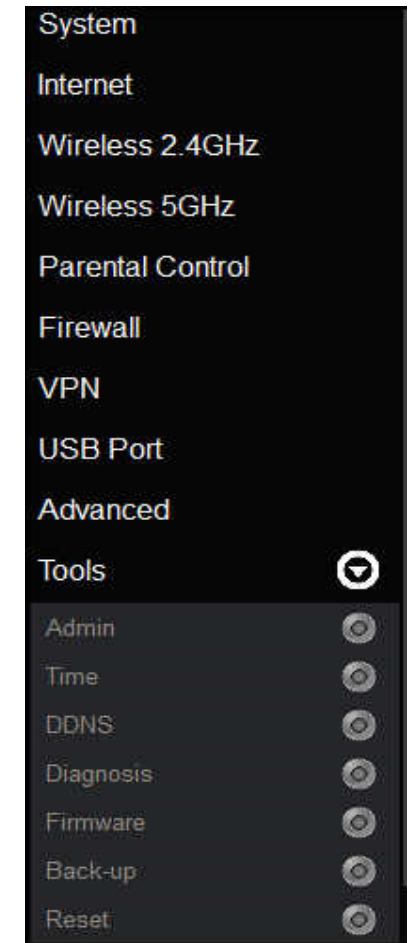 System
Internet
Wireless 2.4GHz
Wireless 5GHz
Parental Control
Firewall
VPN
USB Port
Advanced
Tools
Admin
Time
DDNS
Diagnosis
Firmware
Back-up
Reset